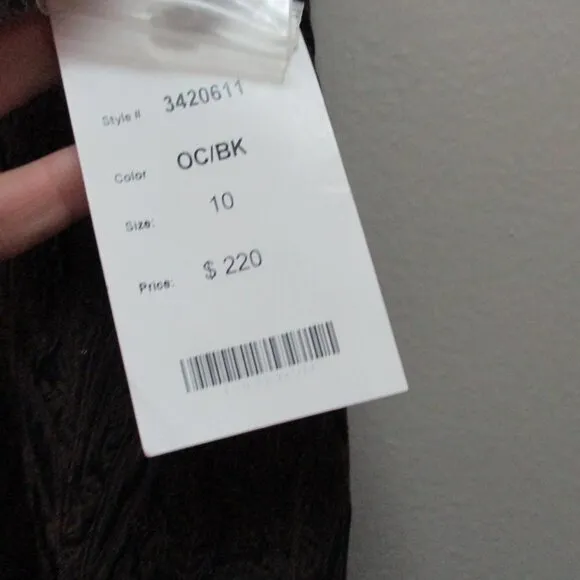 Style # 3420611
Color OC/BK
Size: 10
Price: $ 220